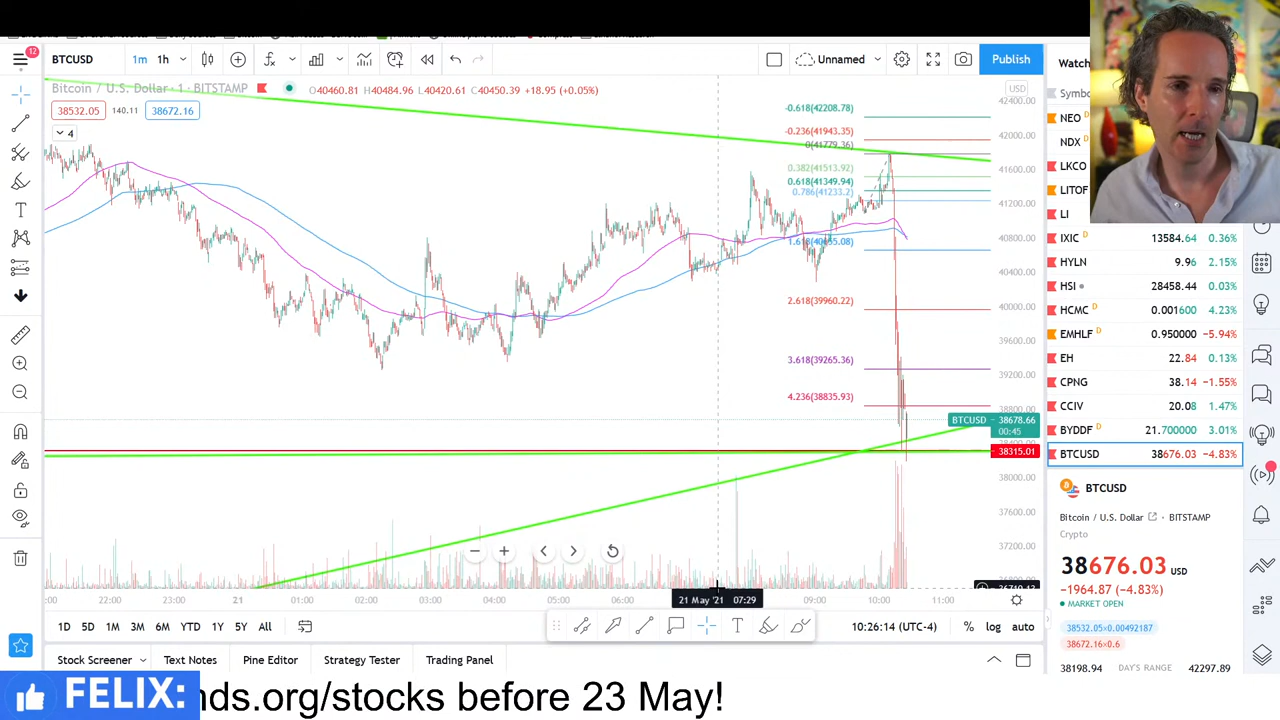 12
BTCUSD
1m 1h
Unnamed
Publish
Watch
Bitcoin / U.S. Dollar · 1 · BITSTAMP
O40460.81 H40484.96 L40420.61 C40450.39 +18.95 (+0.05%)
USD
38532.05 140.11 38672.16
4
Symbo
NEO D
NDX
LKCO
LITOF
LI
IXIC D 13584.64 0.36%
HYLN 9.96 2.15%
HSI 28458.44 0.03%
HCMC D 0.001600 4.23%
EMHLF D 0.950000 −5.94%
EH 22.84 0.13%
CPNG 38.14 −1.55%
CCIV 20.08 1.47%
BYDDF D 21.700000 3.01%
BTCUSD 38676.03 −4.83%
-0.618(42208.78)
-0.236(41943.35)
0(41779.36)
0.382(41513.92)
0.618(41349.94)
0.786(41233.2)
2.618(39960.22)
3.618(39265.36)
4.236(38835.93)
42400.00
42000.00
41600.00
41200.00
40800.00
40400.00
40000.00
39600.00
39200.00
38800.00
BTCUSD 38678.66
00:45
38315.01
38000.00
37600.00
37200.00
22:00 23:00 21 01:00 02:00 03:00 04:00 05:00 06:00 21 May '21 07:29 09:00 10:00 11:00
BTCUSD
Bitcoin / U.S. Dollar BITSTAMP
Crypto
38676.03 USD
−1964.87 (−4.83%)
MARKET OPEN
38532.05×0.00492187
38672.16×0.6
38198.94 DAY'S RANGE 42297.89
1D 5D 1M 3M 6M YTD 1Y 5Y All
10:26:14 (UTC-4) % log auto
Stock Screener Text Notes Pine Editor Strategy Tester Trading Panel
FELIX: nds.org/stocks before 23 May!